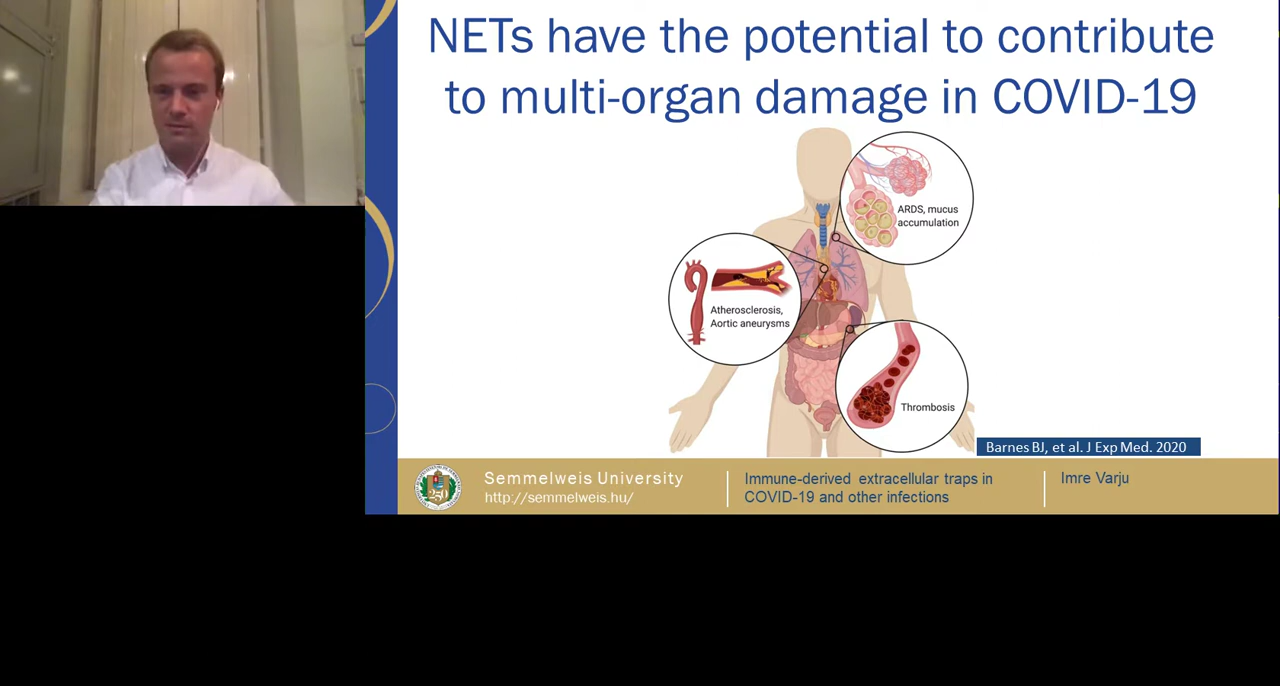 NETs have the potential to contribute
to multi-organ damage in COVID-19
ARDS, mucus
accumulation
Atherosclerosis,
Aortic aneurysms
Thrombosis
Barnes BJ, et al. J Exp Med. 2020
250
Semmelweis University
http://semmelweis.hu/
Immune-derived extracellular traps in
COVID-19 and other infections
Imre Varju